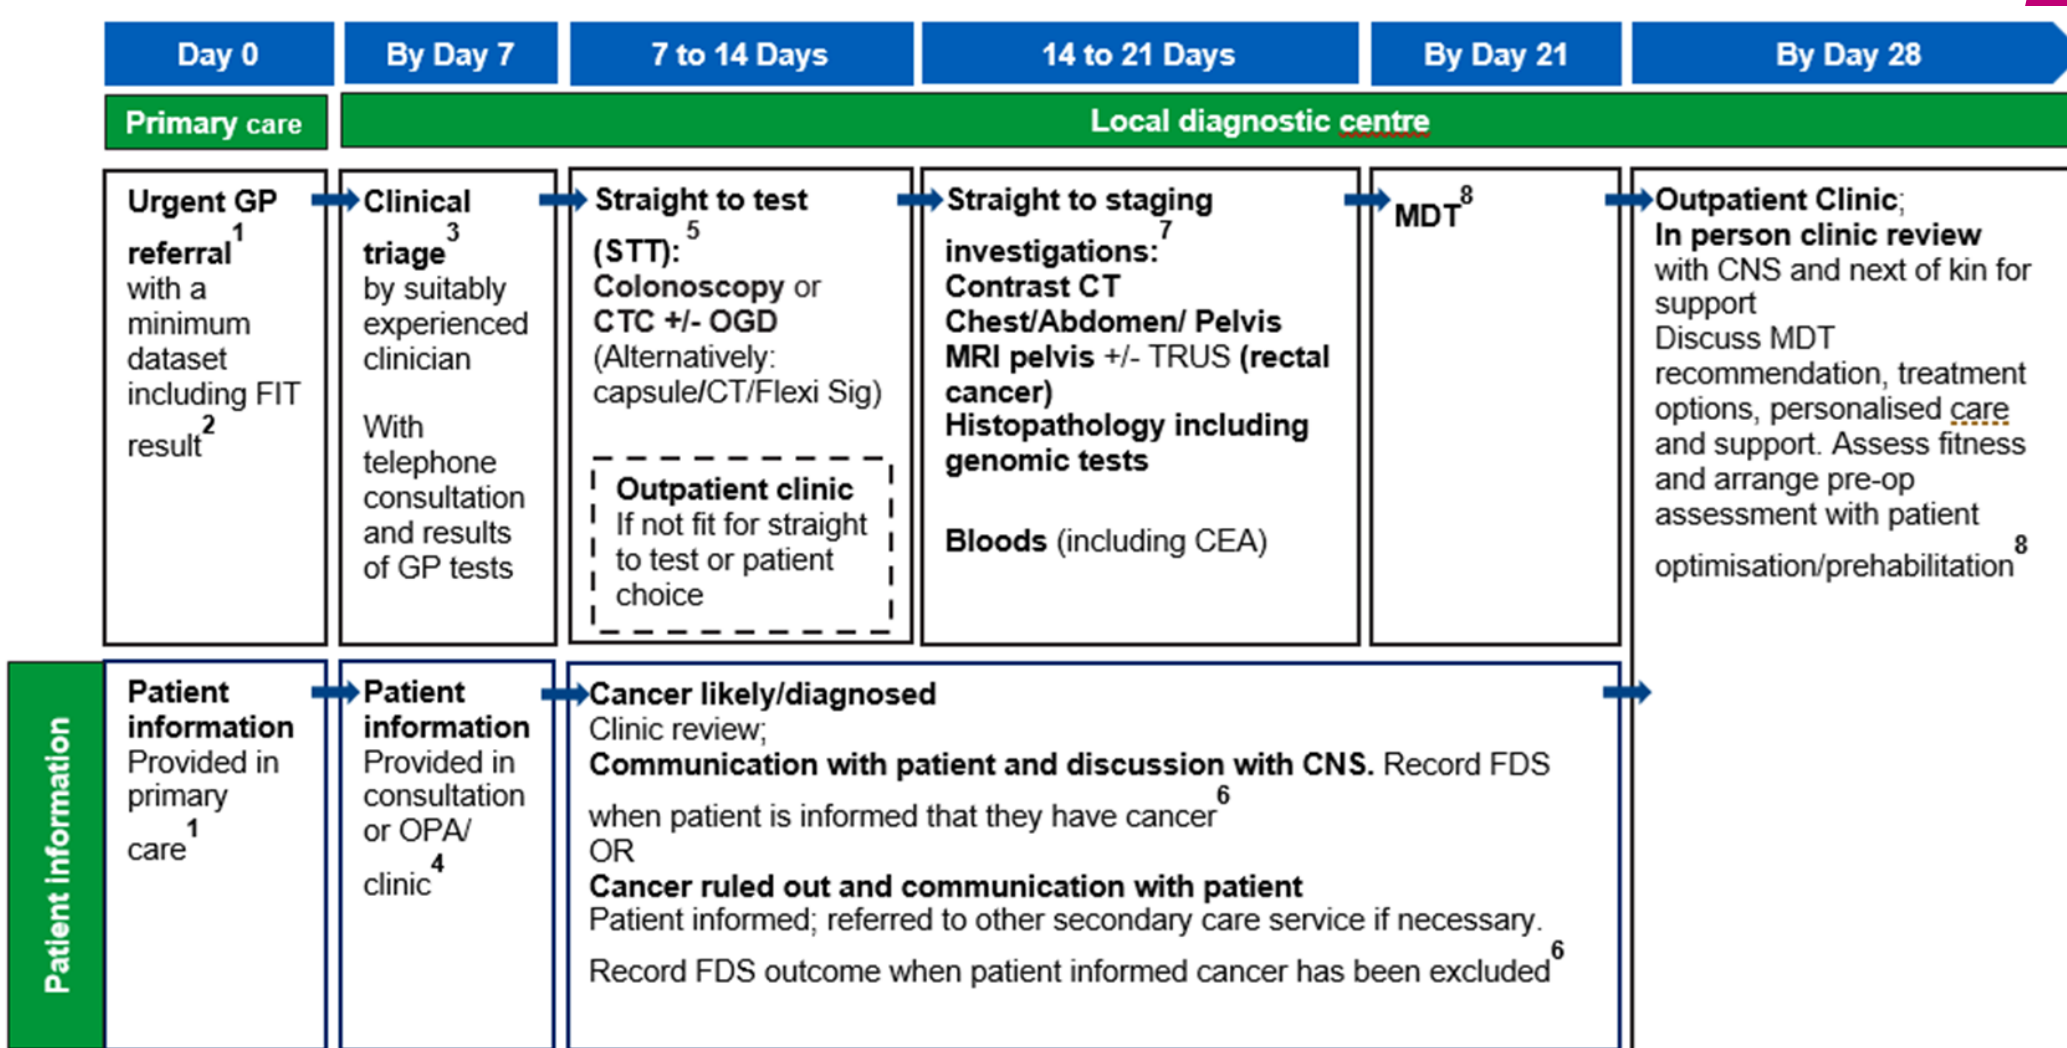 Day 0
By Day 7
7 to 14 Days
14 to 21 Days
By Day 21
By Day 28
Primary care
Local diagnostic centre
Urgent GP
referral1
with a
minimum
dataset
including FIT
result2
Clinical
triage3
by suitably
experienced
clinician
With
telephone
consultation
and results
of GP tests
Straight to test
(STT): 5
Colonoscopy or
CTC +/- OGD
(Alternatively:
capsule/CT/Flexi Sig)
Outpatient clinic
If not fit for straight
to test or patient
choice
Straight to staging
investigations:7
Contrast CT
Chest/Abdomen/ Pelvis
MRI pelvis +/- TRUS (rectal
cancer)
Histopathology including
genomic tests
Bloods (including CEA)
MDT8
Outpatient Clinic;
In person clinic review
with CNS and next of kin for
support
Discuss MDT
recommendation, treatment
options, personalised care
and support. Assess fitness
and arrange pre-op
assessment with patient
optimisation/prehabilitation8
Patient information
Patient
information
Provided in
primary
care1
Patient
information
Provided in
consultation
or OPA/
clinic4
Cancer likely/diagnosed
Clinic review;
Communication with patient and discussion with CNS. Record FDS
when patient is informed that they have cancer6
OR
Cancer ruled out and communication with patient
Patient informed; referred to other secondary care service if necessary.
Record FDS outcome when patient informed cancer has been excluded6